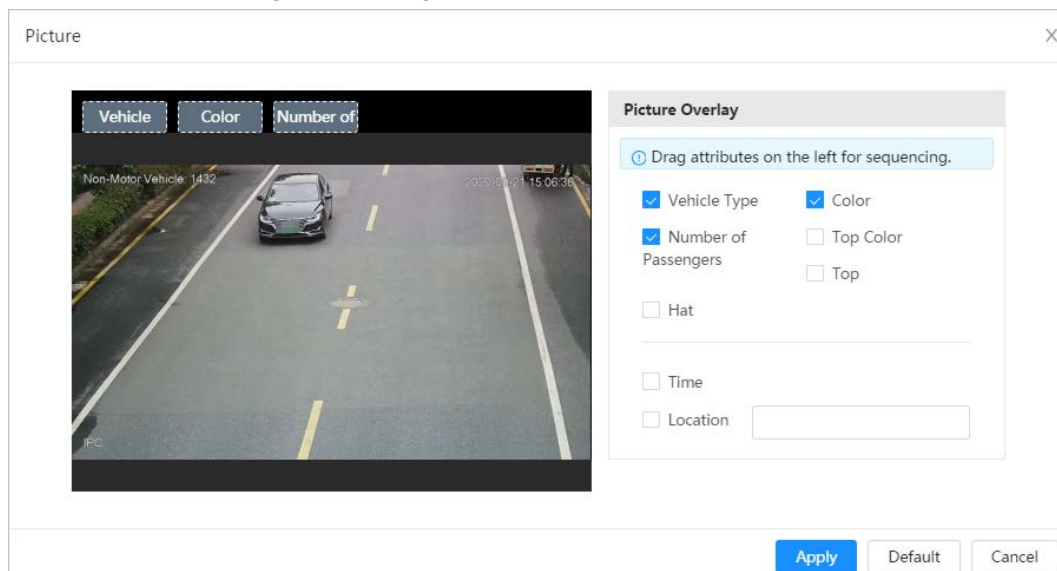 Picture
Vehicle Color Number of
Non-Motor Vehicle: 1432
15:06:36
IPC
Picture Overlay
Drag attributes on the left for sequencing.
Vehicle Type Color
Number of Passengers
Top Color
Top
Hat
Time
Location
Apply Default Cancel